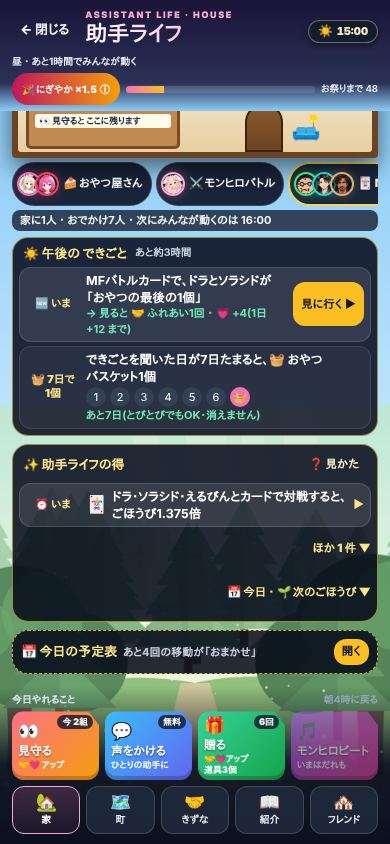 ← 閉じる
ASSISTANT LIFE · HOUSE
助手ライフ
☀️ 15:00
昼・あと1時間でみんなが動く
🎉にぎやか ×1.5 ⓘ
お祭りまで 48
👀 見守ると ここに残ります
🍰 おやつ屋さん
⚔️ モンヒロバトル
家に1人・おでかけ7人・次にみんなが動くのは 16:00
☀️ 午後の できごと あと約3時間
🆕 いま
MFバトルカードで、ドラとソラシドが
「おやつの最後の1個」
→ 見ると 🤝 ふれあい1回・💗 +4(1日
+12 まで)
見に行く ▶
🧺 7日で
1個
できごとを聞いた日が7日たまると、🧺 おやつ
バスケット1個
1 2 3 4 5 6
あと7日(とびとびでもOK・消えません)
✨ 助手ライフの得
❓ 見かた
⏰ いま
ドラ・ソラシド・えるびんとカードで対戦すると、
ごほうび1.375倍
▶
ほか 1 件 ▼
📅 今日・🌱 次のごほうび ▼
📅 今日の予定表 あと4回の移動が「おまかせ」
開く
今日やれること
朝4時に戻る
今 2組
👀
見守る
🤝💗アップ
無料
💬
声をかける
ひとりの助手に
6回
🎁
贈る
🤝💗アップ
道具3個
🎵
モンヒロビート
いまはだれも
家
町
きずな
紹介
フレンド